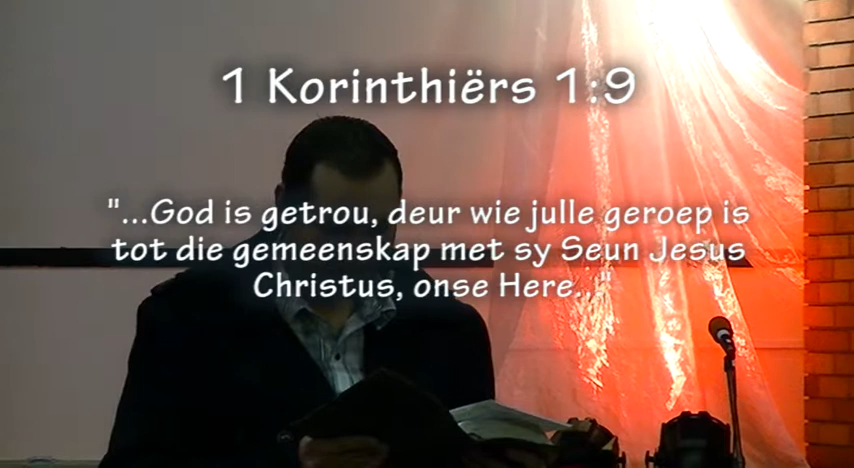 1 Korinthiërs 1:9
"...God is getrou, deur wie julle geroep is
tot die gemeenskap met sy Seun Jesus
Christus, onse Here..."